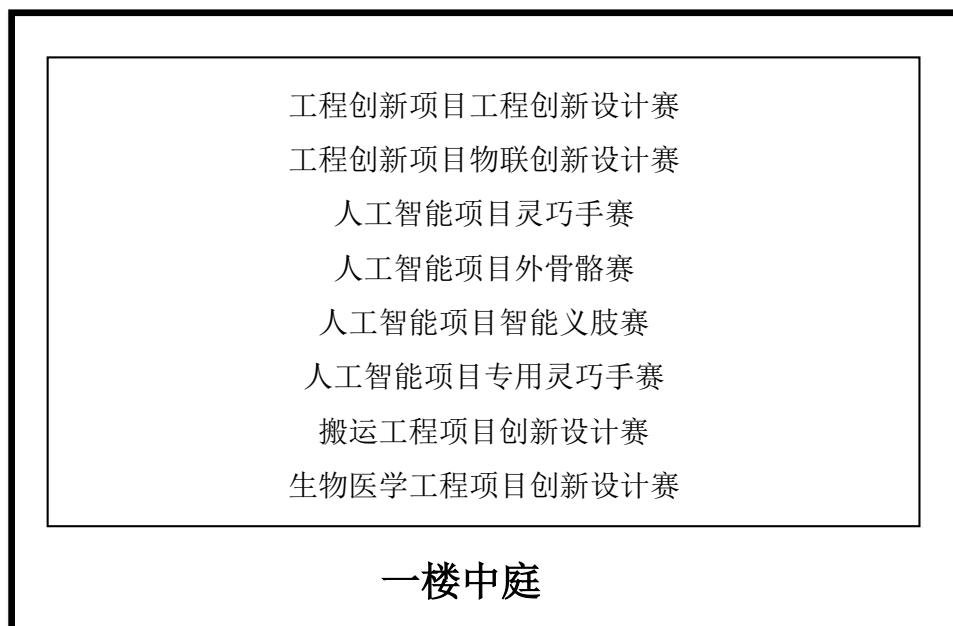 工程创新项目工程创新设计赛
工程创新项目物联创新设计赛
人工智能项目灵巧手赛
人工智能项目外骨骼赛
人工智能项目智能义肢赛
人工智能项目专用灵巧手赛
搬运工程项目创新设计赛
生物医学工程项目创新设计赛
一楼中庭